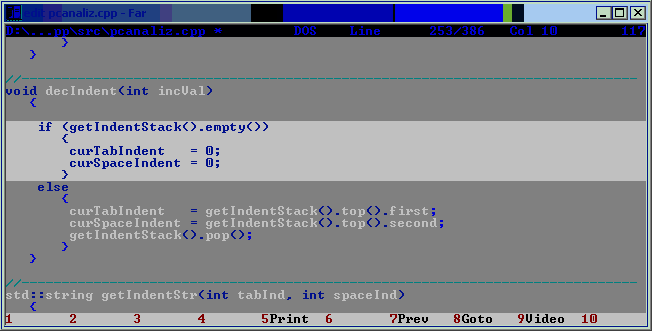 edit pcanaliz.cpp - Far
D:\...pp\src\pcanaliz.cpp * DOS Line 253/386 Col 10 117
}
}
//
void decIndent(int incVal)
{
if (getIndentStack().empty())
{
curTabIndent = 0;
curSpaceIndent = 0;
}
else
{
curTabIndent = getIndentStack().top().first;
curSpaceIndent = getIndentStack().top().second;
getIndentStack().pop();
}
}
//
std::string getIndentStr(int tabInd, int spaceInd)
{
1 2 3 4 5Print 6 7Prev 8Goto 9Video 10